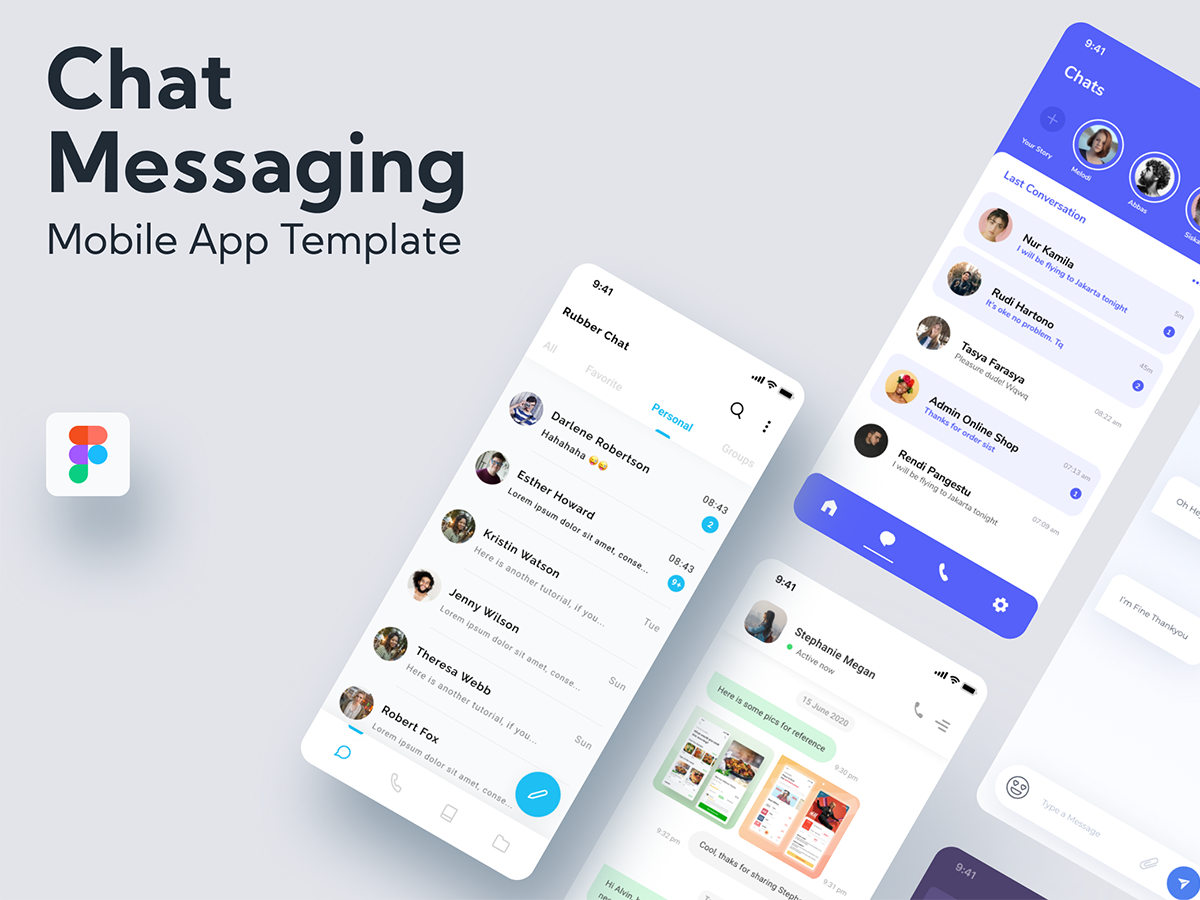 Chat
Messaging
Mobile App Template
9:41
Rubber Chat
All
Favorite
Personal
Groups
Darlene Robertson
Hahahaha 😄😄
08:43
2
Esther Howard
Lorem ipsum dolor sit amet, conse...
08:43
9+
Kristin Watson
Here is another tutorial, if you...
Tue
Jenny Wilson
Lorem ipsum dolor sit amet, conse...
Sun
Theresa Webb
Here is another tutorial, if you...
Sun
Robert Fox
Lorem ipsum dolor sit amet, conse...
9:41
Chats
Your Story
Melodi
Abbas
Siska
Last Conversation
Nur Kamila
I will be flying to Jakarta tonight
5m
1
Rudi Hartono
It's oke no problem. Tq
45m
2
Tasya Farasya
Pleasure dude! Wqwq
08:22 am
Admin Online Shop
Thanks for order sist
07:13 am
1
Rendi Pangestu
I will be flying to Jakarta tonight
07:09 am
9:41
Stephanie Megan
Active now
15 June 2020
Here is some pics for reference
9:30 pm
9:32 pm
Cool, thaks for sharing Steph
9:31 pm
Hi Alvin,
Oh He
I'm Fine Thankyou
Type a Message
9:41